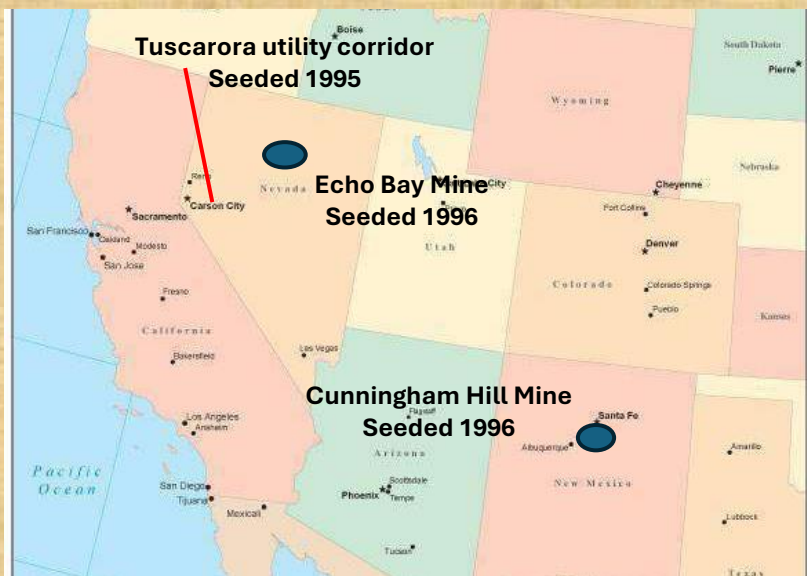 Boise
South Dakota
Pierre
Tuscarora utility corridor
Seeded 1995
Wyoming
Nebraska
Reno
Nevada
Echo Bay Mine
Seeded 1996
City
Cheyenne
Carson City
Sacramento
Fort Collins
San Francisco
Oakland
Modesto
San Jose
Utah
Denver
Colorado
Colorado Springs
Pueblo
Kansas
Fresno
California
Las Vegas
Bakersfield
Cunningham Hill Mine
Seeded 1996
Flagstaff
Santa Fe
Los Angeles
Anaheim
Albuquerque
Amarillo
Arizona
Pacific
Ocean
San Diego
Tijuana
Mexicali
Phoenix
Scottsdale
Tempe
New Mexico
Lubbock
Tucson
Texas